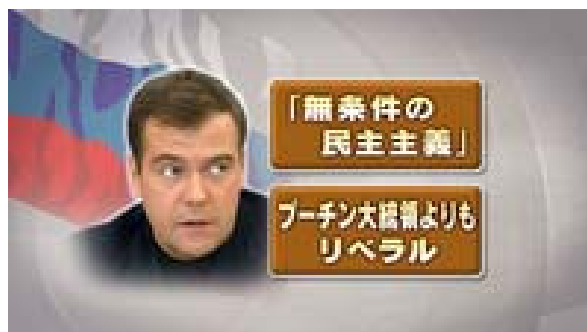 「無条件の
民主主義」
プーチン大統領よりも
リベラル